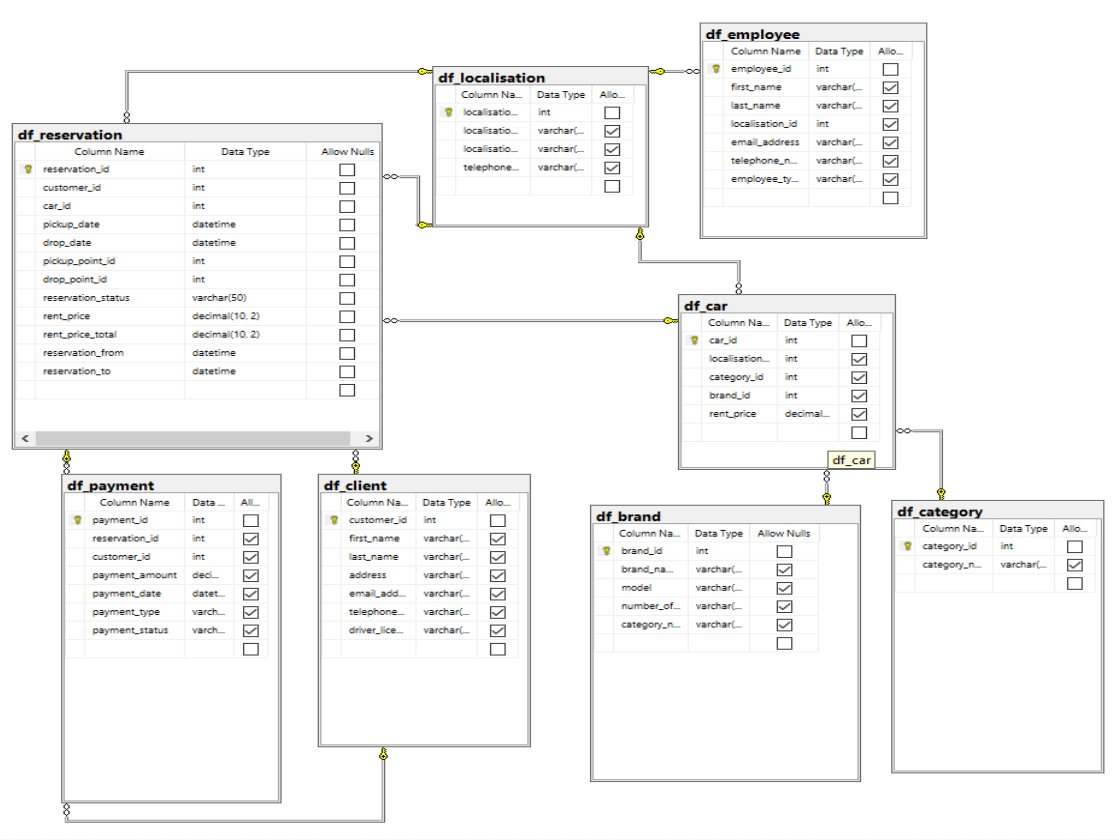 df_employee
Column Name Data Type Allo...
employee_id int
first_name varchar(...
last_name varchar(...
localisation_id int
email_address varchar(...
telephone_n... varchar(...
employee_ty... varchar(...
df_localisation
Column Na... Data Type Allo...
localisatio... int
localisatio... varchar(...
localisatio... varchar(...
telephone... varchar(...
df_reservation
Column Name Data Type Allow Nulls
reservation_id int
customer_id int
car_id int
pickup_date datetime
drop_date datetime
pickup_point_id int
drop_point_id int
reservation_status varchar(50)
rent_price decimal(10, 2)
rent_price_total decimal(10, 2)
reservation_from datetime
reservation_to datetime
df_car
Column Na... Data Type Allo...
car_id int
localisation... int
category_id int
brand_id int
rent_price decimal...
df_car
df_payment
Column Name Data ... All...
payment_id int
reservation_id int
customer_id int
payment_amount deci...
payment_date datet...
payment_type varch...
payment_status varch...
df_client
Column Na... Data Type Allo...
customer_id int
first_name varchar(...
last_name varchar(...
address varchar(...
email_add... varchar(...
telephone... varchar(...
driver_lice... varchar(...
df_brand
Column Na... Data Type Allow Nulls
brand_id int
brand_na... varchar(...
model varchar(...
number_of... varchar(...
category_n... varchar(...
df_category
Column Na... Data Type Allo...
category_id int
category_n... varchar(...